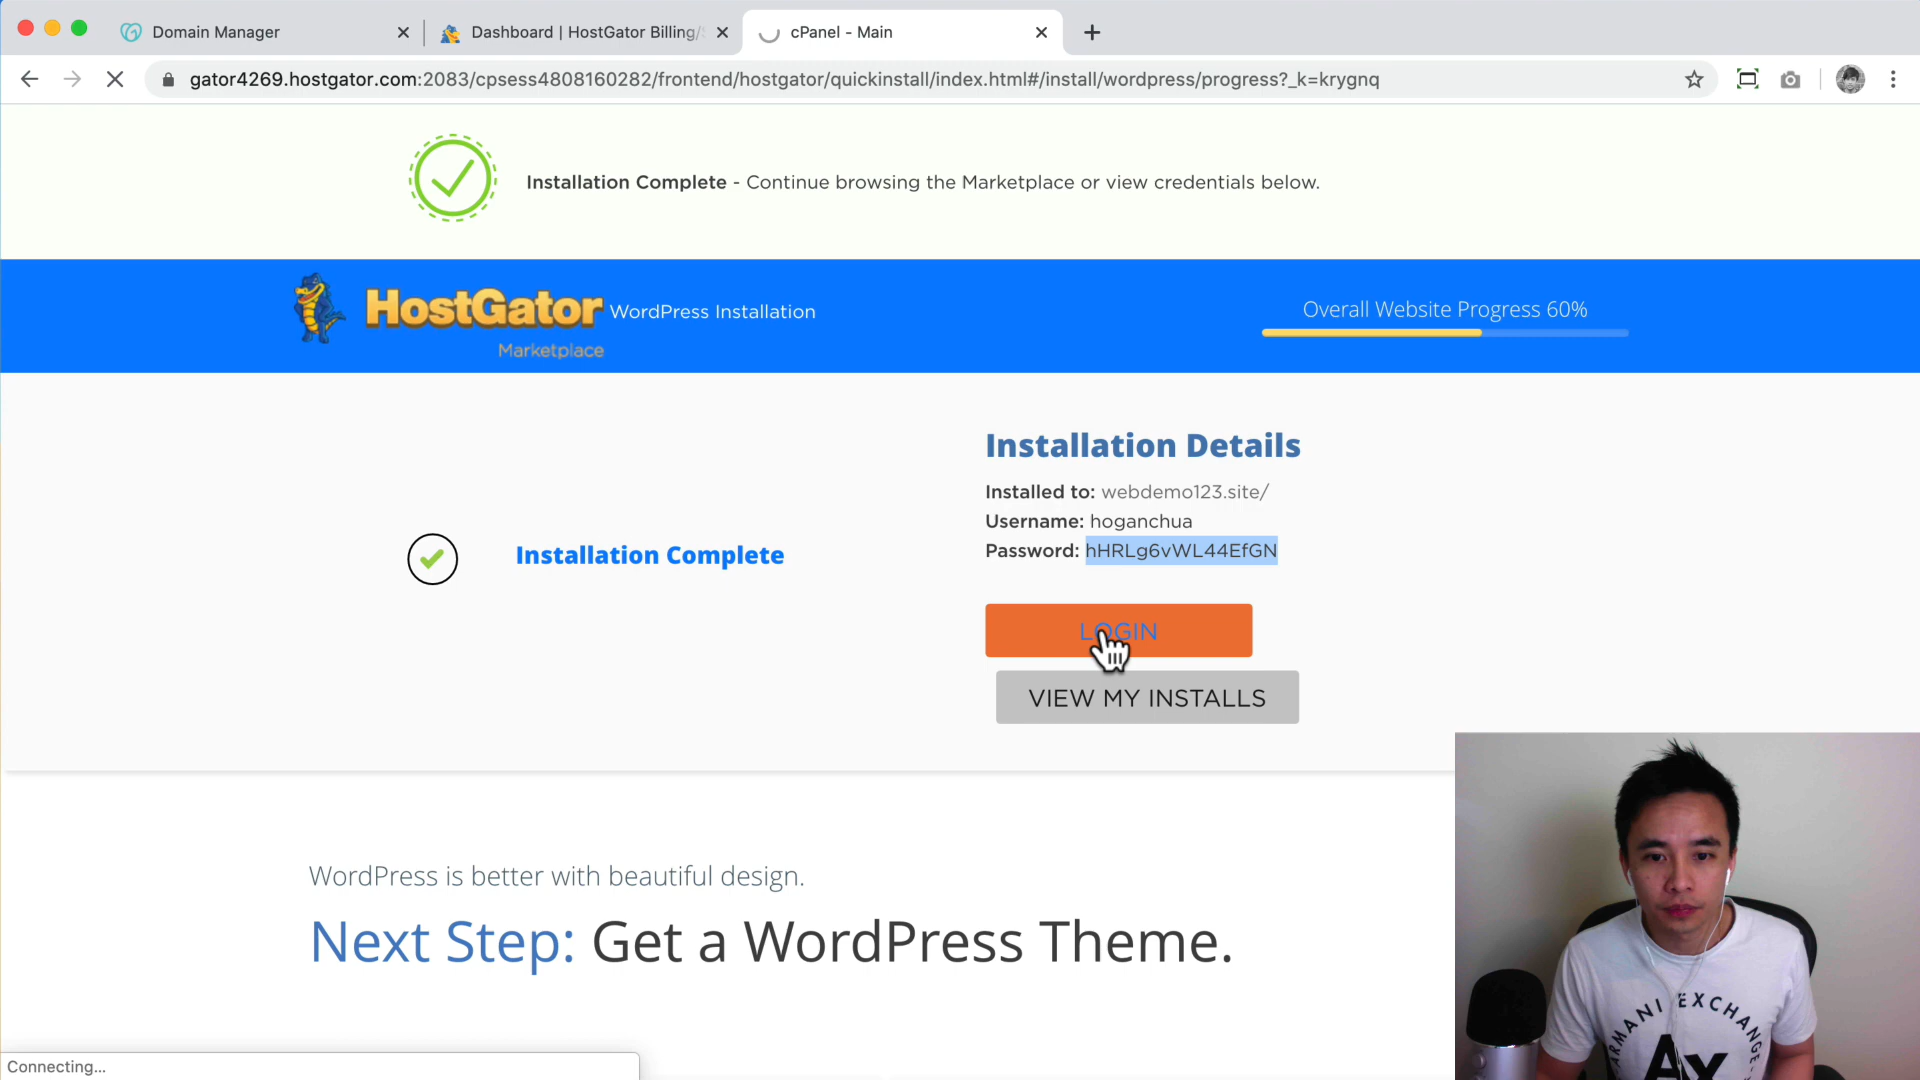 Domain Manager
Dashboard | HostGator Billing/
cPanel - Main
gator4269.hostgator.com:2083/cpsess4808160282/frontend/hostgator/quickinstall/index.html#/install/wordpress/progress?_k=krygnq
Installation Complete - Continue browsing the Marketplace or view credentials below.
HostGator WordPress Installation
Marketplace
Overall Website Progress 60%
Installation Details
Installed to: webdemo123.site/
Username: hoganchua
Password: hHRLg6vWL44EfGN
Installation Complete
LOGIN
VIEW MY INSTALLS
WordPress is better with beautiful design.
Next Step: Get a WordPress Theme.
Connecting...
ARMANI EXCHANGE
AX